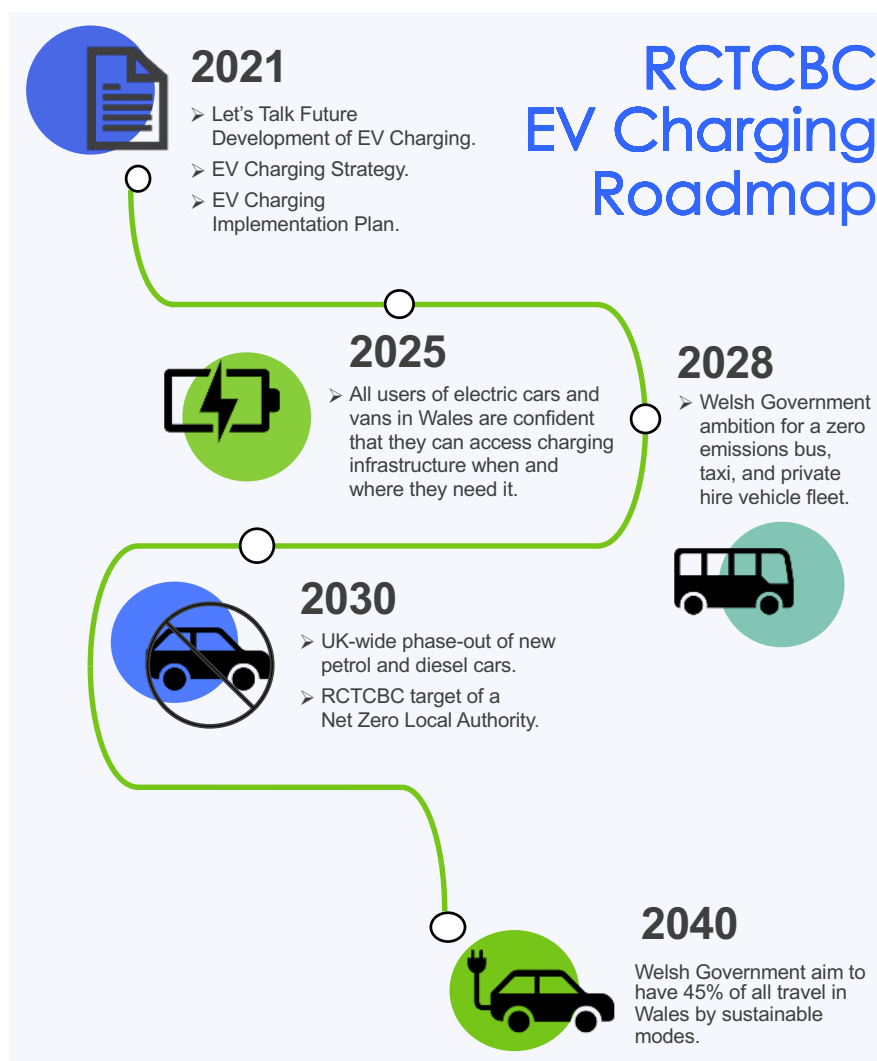 RCTCBC
EV Charging
Roadmap
2021
➢ Let's Talk Future
Development of EV Charging.
➢ EV Charging Strategy.
➢ EV Charging
Implementation Plan.
2025
➢ All users of electric cars and
vans in Wales are confident
that they can access charging
infrastructure when and
where they need it.
2028
➢ Welsh Government
ambition for a zero
emissions bus,
taxi, and private
hire vehicle fleet.
2030
➢ UK-wide phase-out of new
petrol and diesel cars.
➢ RCTCBC target of a
Net Zero Local Authority.
2040
Welsh Government aim to
have 45% of all travel in
Wales by sustainable
modes.